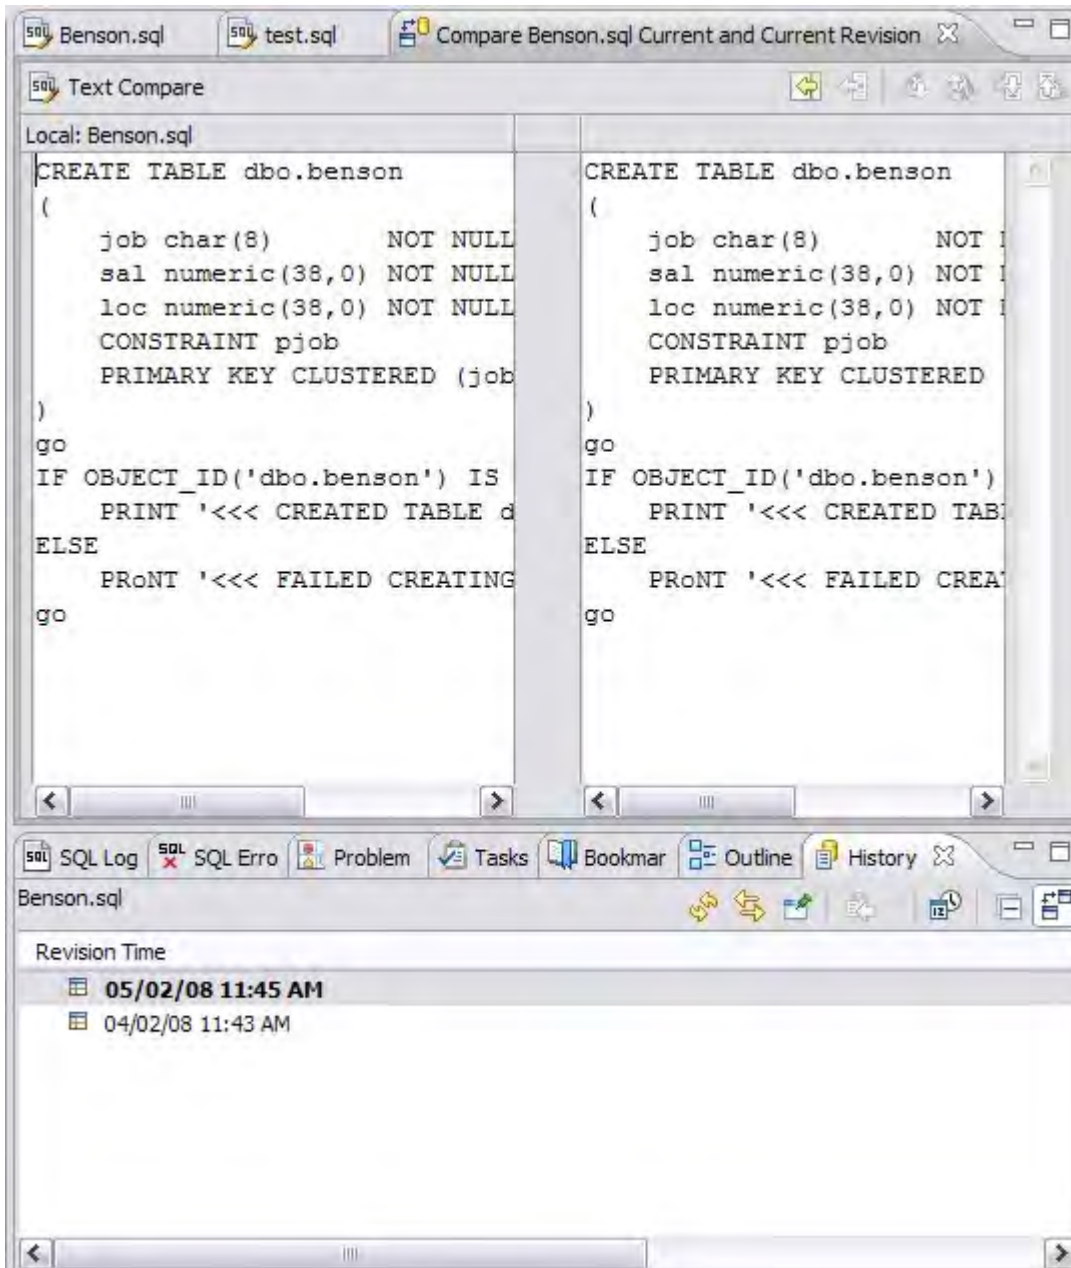 Benson.sql test.sql Compare Benson.sql Current and Current Revision
Text Compare
Local: Benson.sql
CREATE TABLE dbo.benson
(
job char(8) NOT NULL
sal numeric(38,0) NOT NULL
loc numeric(38,0) NOT NULL
CONSTRAINT pjob
PRIMARY KEY CLUSTERED (job
)
go
IF OBJECT_ID('dbo.benson') IS
PRINT '<<< CREATED TABLE d
ELSE
PRoNT '<<< FAILED CREATING
go
CREATE TABLE dbo.benson
(
job char(8) NOT
sal numeric(38,0) NOT
loc numeric(38,0) NOT
CONSTRAINT pjob
PRIMARY KEY CLUSTERED
)
go
IF OBJECT_ID('dbo.benson')
PRINT '<<< CREATED TAB
ELSE
PRoNT '<<< FAILED CREA
go
SQL Log SQL Erro Problem Tasks Bookmar Outline History
Benson.sql
Revision Time
05/02/08 11:45 AM
04/02/08 11:43 AM